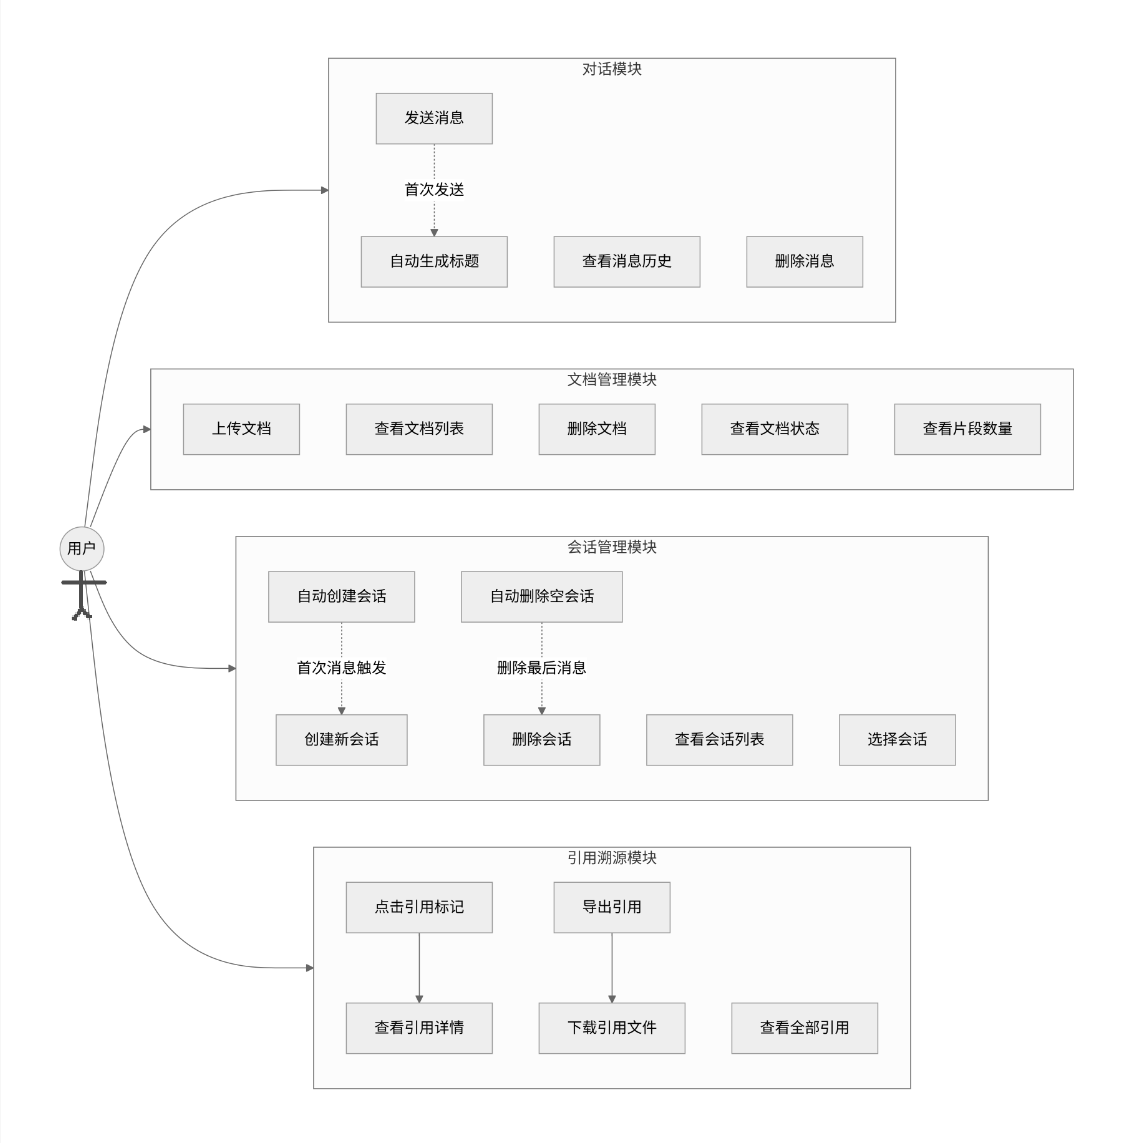 对话模块
发送消息
首次发送
自动生成标题
查看消息历史
删除消息
文档管理模块
上传文档
查看文档列表
删除文档
查看文档状态
查看片段数量
用户
会话管理模块
自动创建会话
自动删除空会话
首次消息触发
删除最后消息
创建新会话
删除会话
查看会话列表
选择会话
引用溯源模块
点击引用标记
导出引用
查看引用详情
下载引用文件
查看全部引用